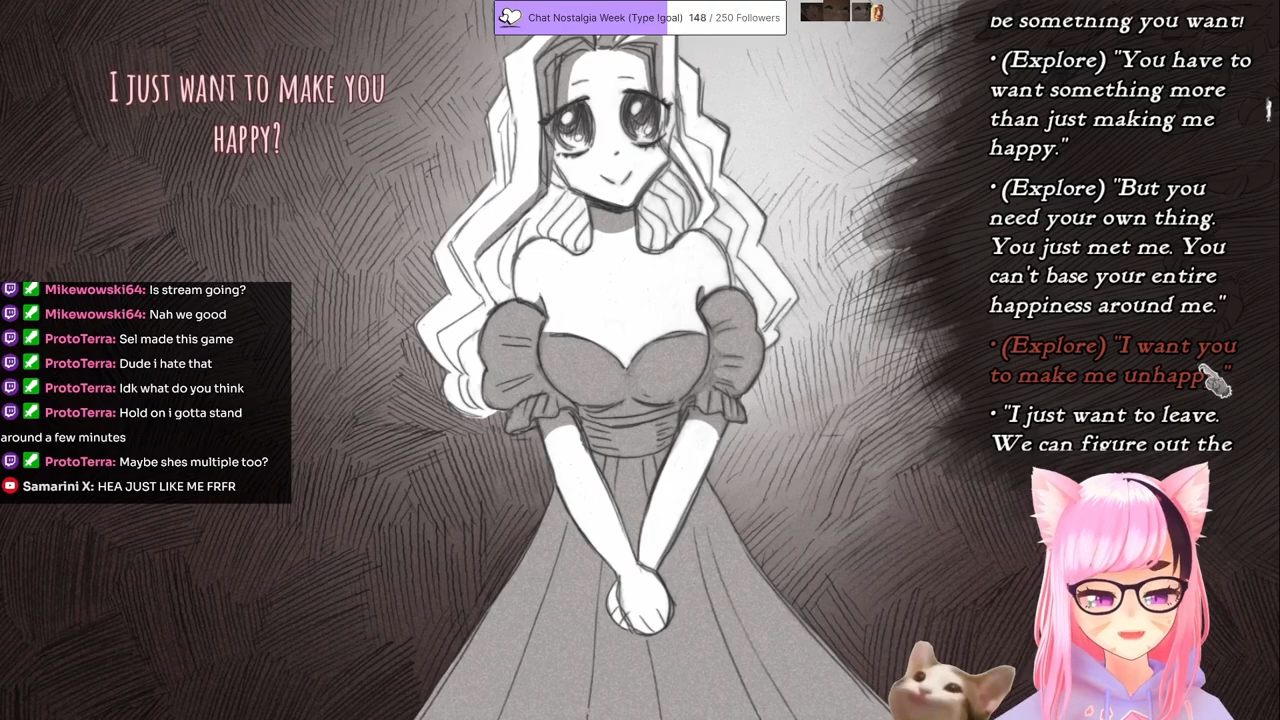 Chat Nostalgia Week (Type !goal) 148 / 250 Followers
I JUST WANT TO MAKE YOU
HAPPY?
Mikewowski64: Is stream going?
Mikewowski64: Nah we good
ProtoTerra: Sel made this game
ProtoTerra: Dude i hate that
ProtoTerra: Idk what do you think
ProtoTerra: Hold on i gotta stand
around a few minutes
ProtoTerra: Maybe shes multiple too?
Samarini X: HEA JUST LIKE ME FRFR
be something you want!
• (Explore) "You have to
want something more
than just making me
happy."
• (Explore) "But you
need your own thing.
You just met me. You
can't base your entire
happiness around me."
• (Explore) "I want you
to make me unhapp "
• "I just want to leave.
We can figure out the